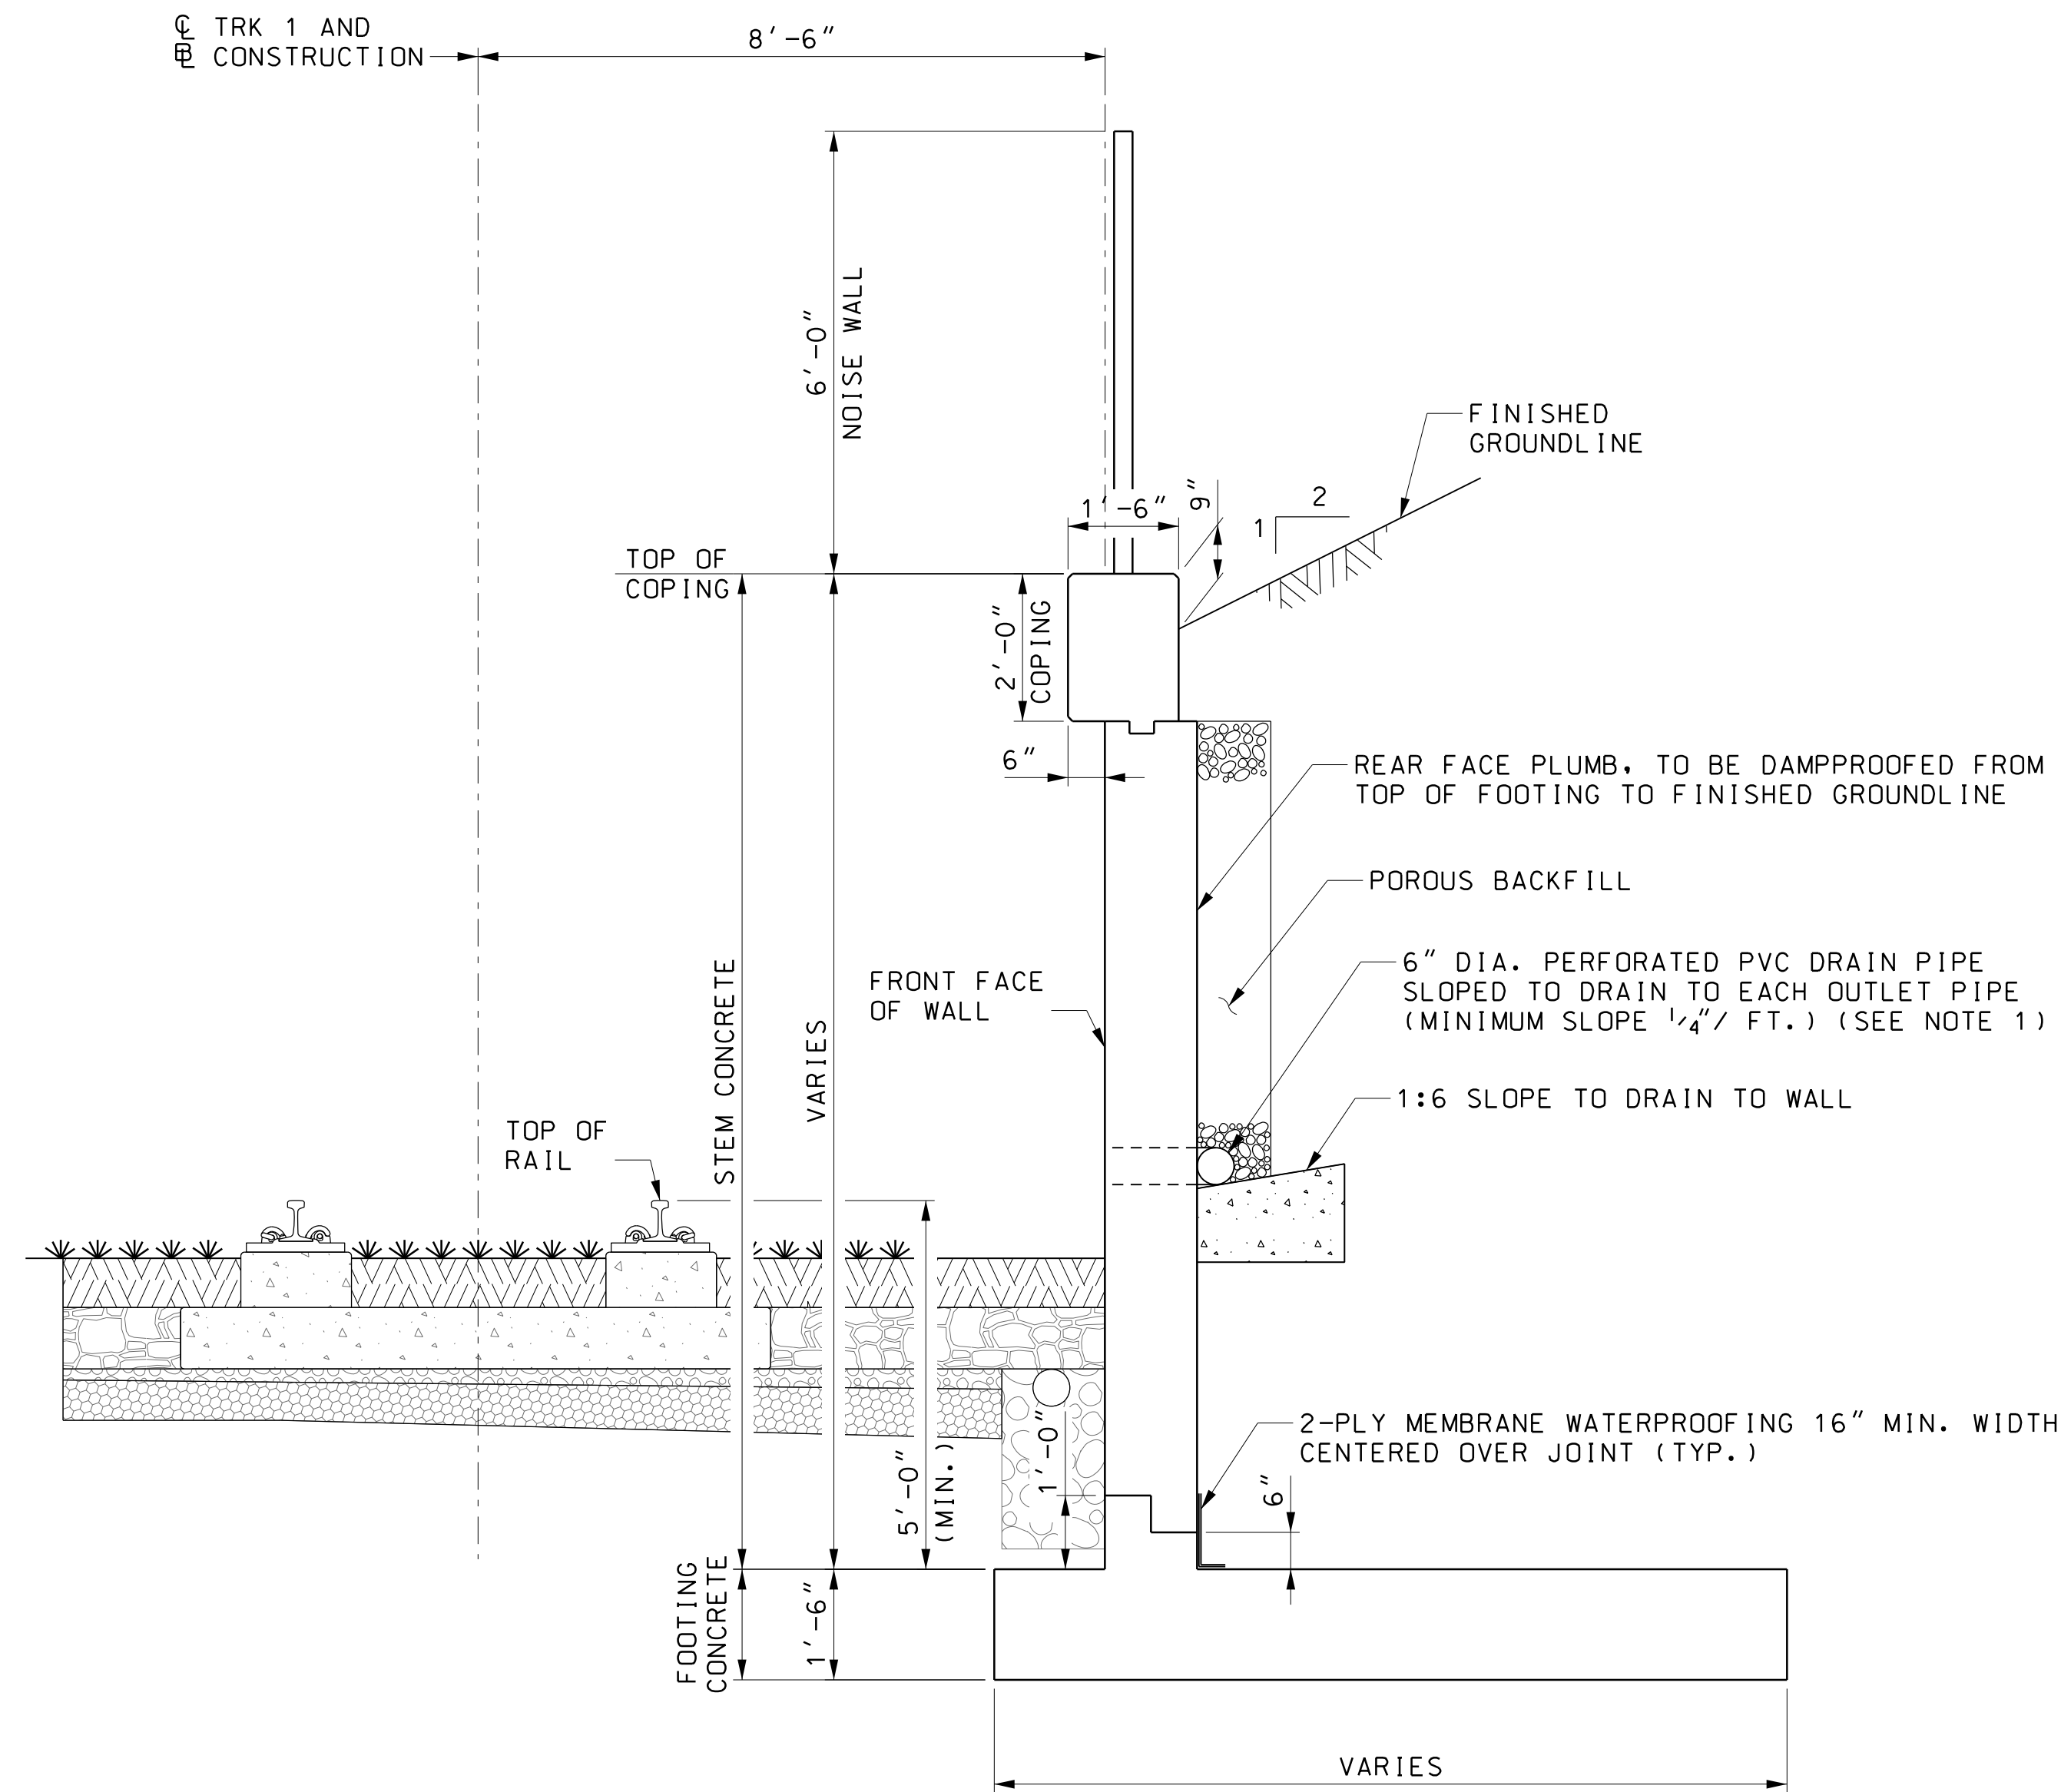 ℄ TRK 1 AND
BL CONSTRUCTION
8'-6"
6'-0"
NOISE WALL
FINISHED
GROUNDLINE
1'-6"
9"
1
2
TOP OF
COPING
2'-0"
COPING
6"
REAR FACE PLUMB, TO BE DAMPPROOFED FROM
TOP OF FOOTING TO FINISHED GROUNDLINE
POROUS BACKFILL
6" DIA. PERFORATED PVC DRAIN PIPE
SLOPED TO DRAIN TO EACH OUTLET PIPE
(MINIMUM SLOPE 1/4"/ FT.) (SEE NOTE 1)
FRONT FACE
OF WALL
STEM CONCRETE
VARIES
1:6 SLOPE TO DRAIN TO WALL
TOP OF
RAIL
5'-0"
(MIN.)
1'-0"
2-PLY MEMBRANE WATERPROOFING 16" MIN. WIDTH
CENTERED OVER JOINT (TYP.)
6"
FOOTING
CONCRETE
1'-6"
VARIES